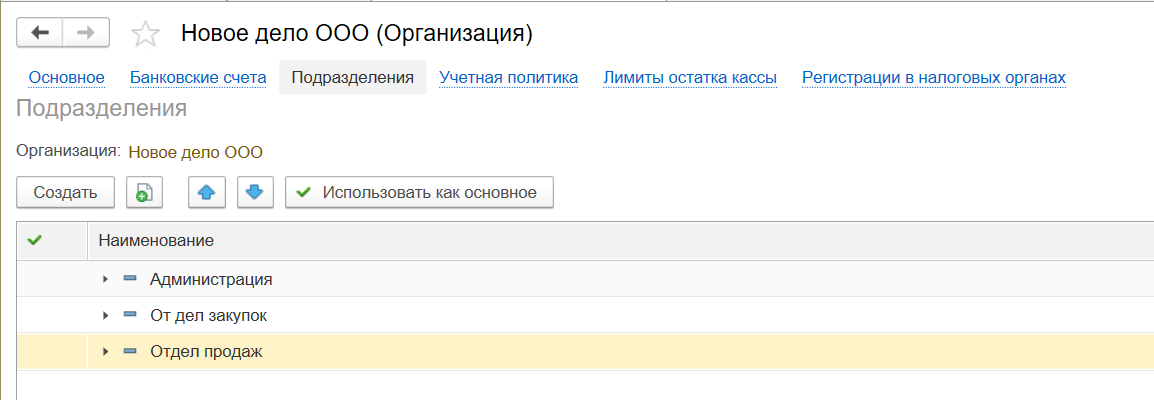 Новое дело ООО (Организация)
Основное Банковские счета Подразделения Учетная политика Лимиты остатка кассы Регистрации в налоговых органах
Подразделения
Организация: Новое дело ООО
Создать Использовать как основное
Наименование
Администрация
От дел закупок
Отдел продаж